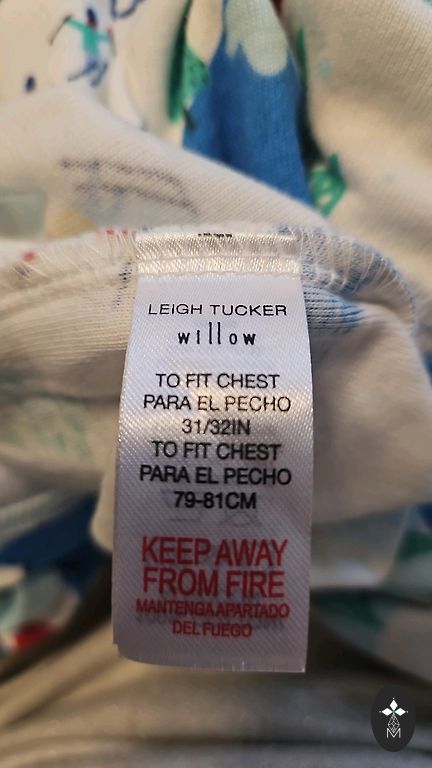 LEIGH TUCKER
willow
TO FIT CHEST
PARA EL PECHO
31/32IN
TO FIT CHEST
PARA EL PECHO
79-81CM
KEEP AWAY
FROM FIRE
MANTENGA APARTADO
DEL FUEGO
M